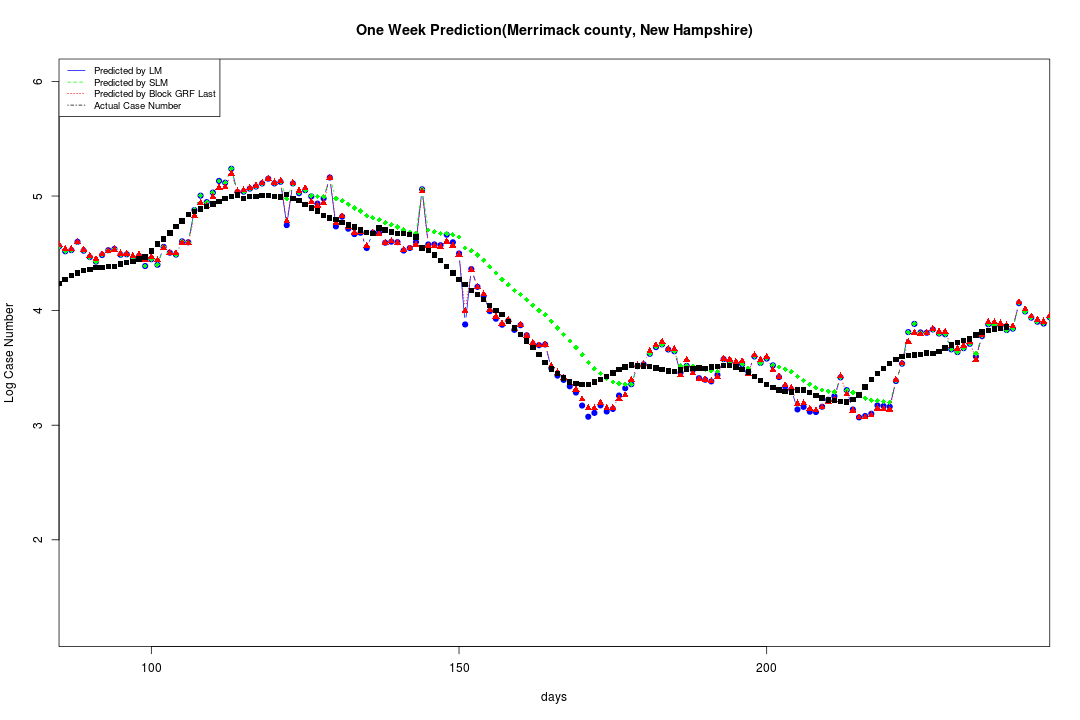 One Week Prediction(Merrimack county, New Hampshire)
Predicted by LM
Predicted by SLM
Predicted by Block GRF Last
Actual Case Number
6
5
4
3
2
Log Case Number
100
150
200
days